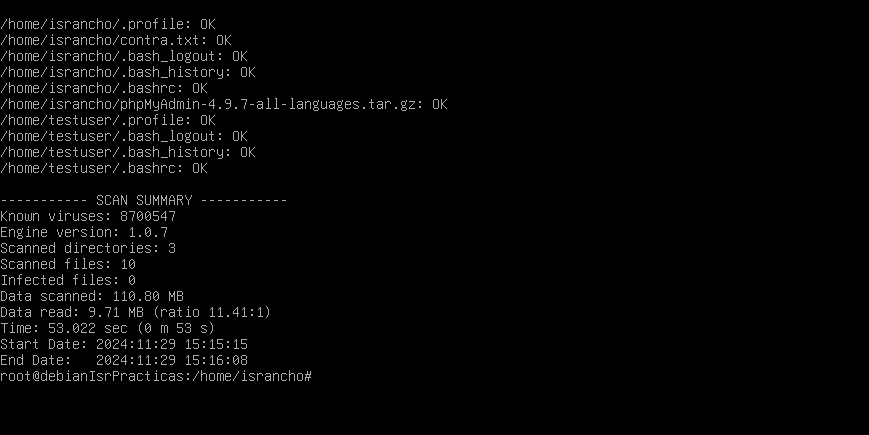 /home/israncho/.profile: OK
/home/israncho/contra.txt: OK
/home/israncho/.bash_logout: OK
/home/israncho/.bash_history: OK
/home/israncho/.bashrc: OK
/home/israncho/phpMyAdmin-4.9.7-all-languages.tar.gz: OK
/home/testuser/.profile: OK
/home/testuser/.bash_logout: OK
/home/testuser/.bash_history: OK
/home/testuser/.bashrc: OK
----------- SCAN SUMMARY -----------
Known viruses: 8700547
Engine version: 1.0.7
Scanned directories: 3
Scanned files: 10
Infected files: 0
Data scanned: 110.80 MB
Data read: 9.71 MB (ratio 11.41:1)
Time: 53.022 sec (0 m 53 s)
Start Date: 2024:11:29 15:15:15
End Date:   2024:11:29 15:16:08
root@debianIsrPracticas:/home/israncho#